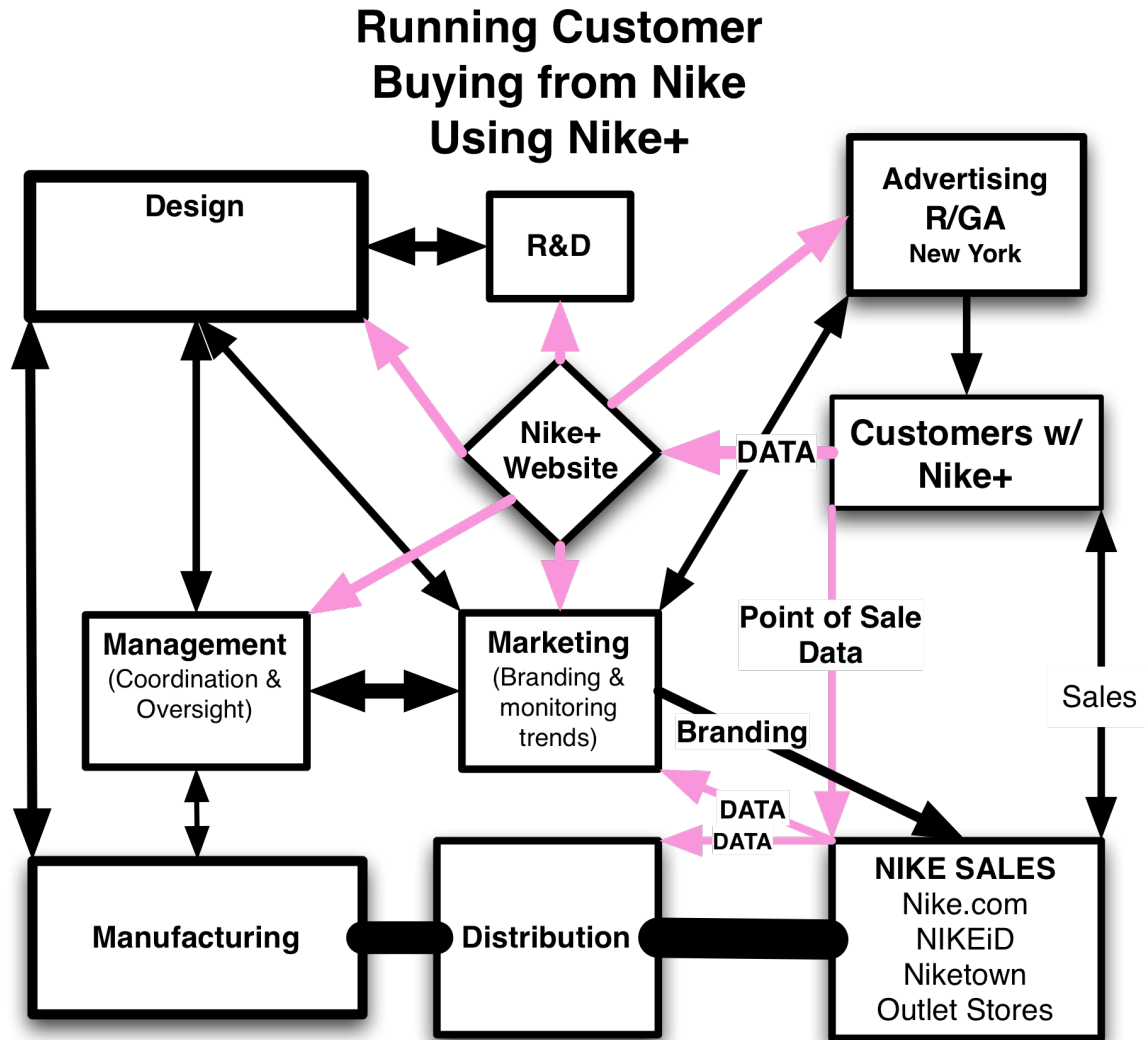 Running Customer
Buying from Nike
Using Nike+
Design
R&D
Advertising
R/GA
New York
Nike+
Website
DATA
Customers w/
Nike+
Management
(Coordination &
Oversight)
Marketing
(Branding &
monitoring
trends)
Point of Sale
Data
Sales
Branding
DATA
DATA
Manufacturing
Distribution
NIKE SALES
Nike.com
NIKEiD
Niketown
Outlet Stores